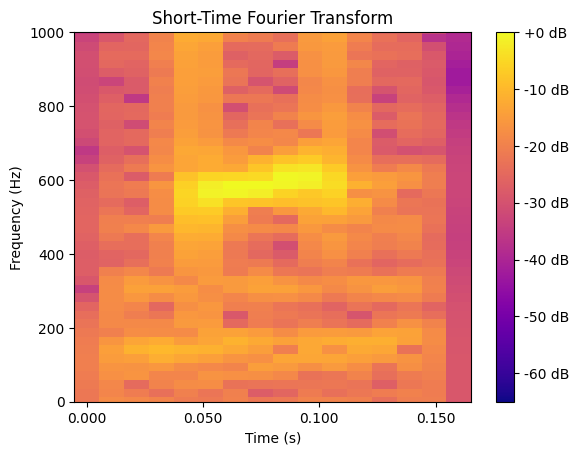 Short-Time Fourier Transform
1000
800
600
400
200
0
Frequency (Hz)
0.000
0.050
0.100
0.150
Time (s)
+0 dB
-10 dB
-20 dB
-30 dB
-40 dB
-50 dB
-60 dB